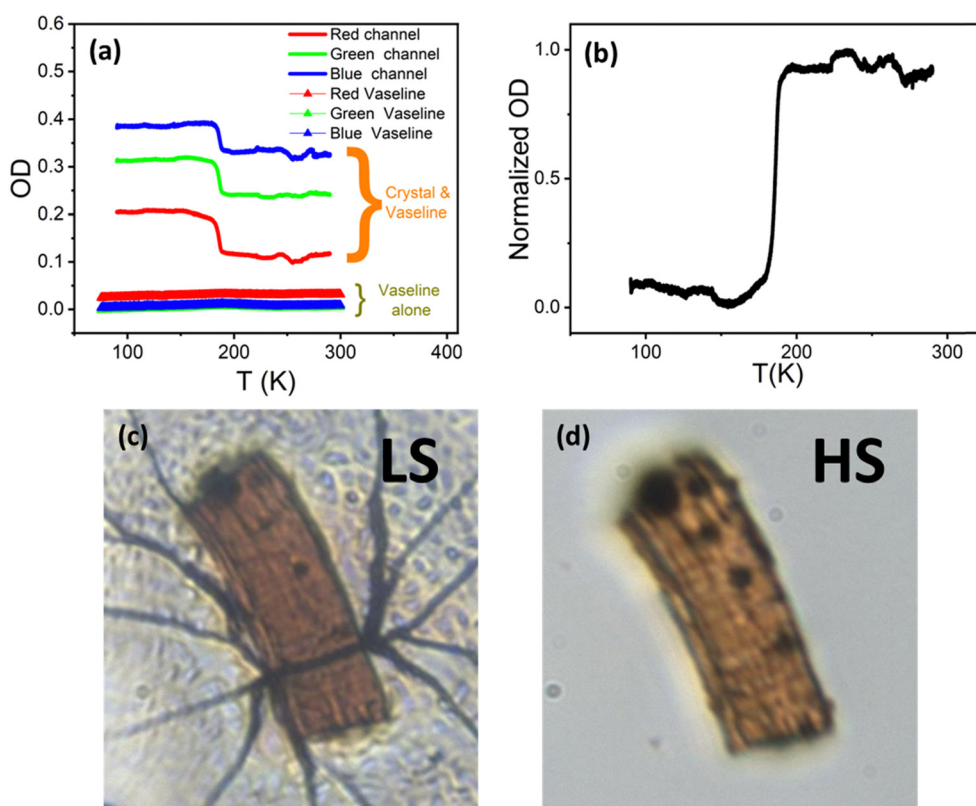 (a)
0.6
0.5
0.4
0.3
0.2
0.1
0.0
OD
Red channel
Green channel
Blue channel
Red Vaseline
Green Vaseline
Blue Vaseline
Crystal &
Vaseline
Vaseline
alone
100
200
300
400
T (K)
(b)
1.0
0.5
0.0
Normalized OD
100
200
300
T(K)
(c)
LS
(d)
HS